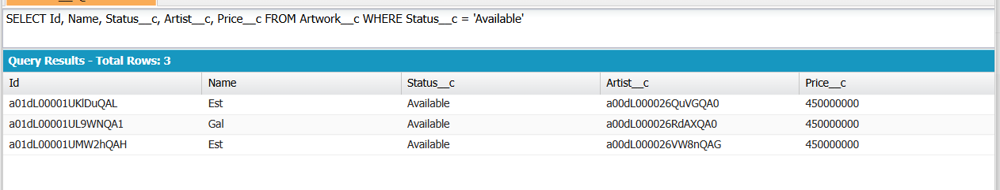 SELECT Id, Name, Status__c, Artist__c, Price__c FROM Artwork__c WHERE Status__c = 'Available'
Query Results - Total Rows: 3
Id Name Status__c Artist__c Price__c
a01dL00001UKlDuQAL Est Available a00dL000026QuVGQA0 450000000
a01dL00001UL9WNQA1 Gal Available a00dL000026RdAXQA0 450000000
a01dL00001UMW2hQAH Est Available a00dL000026VW8nQAG 450000000